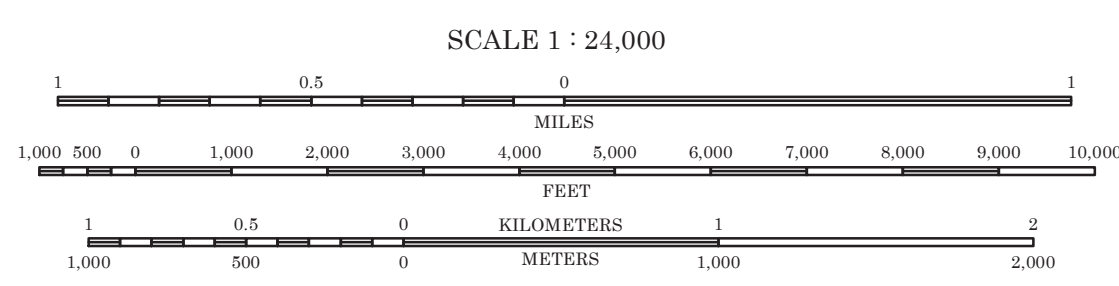 SCALE 1 : 24,000
1 0.5 0 1
MILES
1,000 500 0 1,000 2,000 3,000 4,000 5,000 6,000 7,000 8,000 9,000 10,000
FEET
1 0.5 0 KILOMETERS 1 2
1,000 500 0 METERS 1,000 2,000